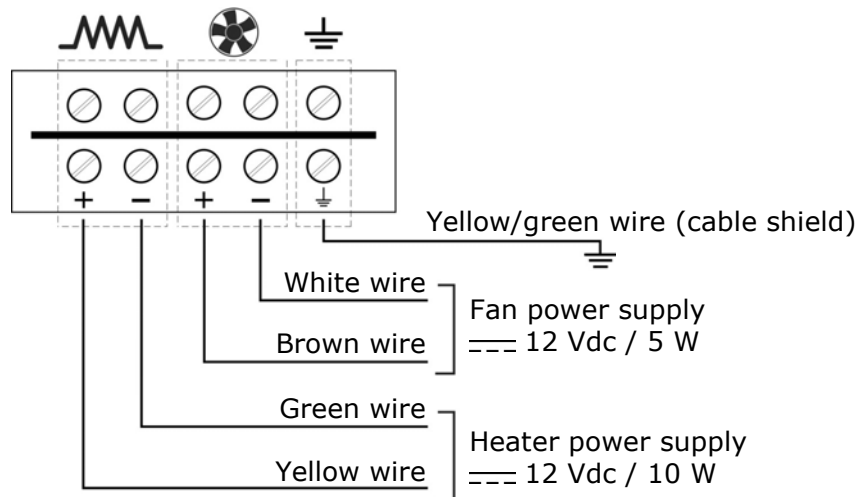 + − + −
Yellow/green wire (cable shield)
White wire
Fan power supply
12 Vdc / 5 W
Brown wire
Green wire
Heater power supply
12 Vdc / 10 W
Yellow wire